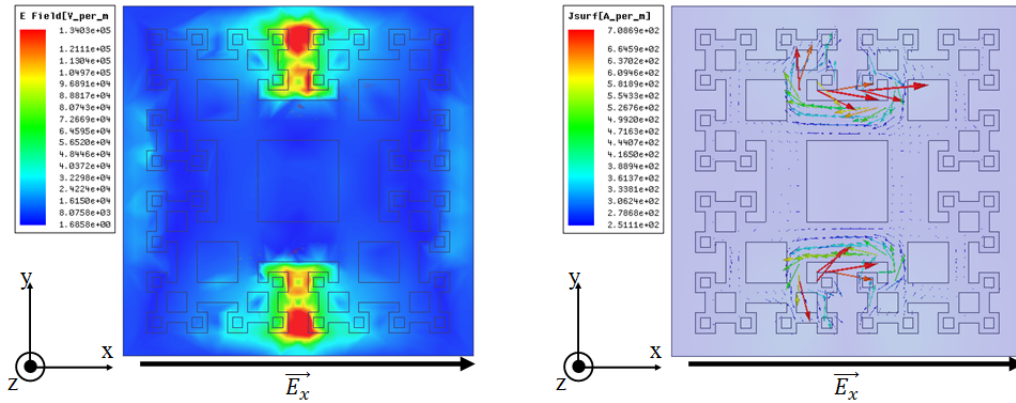 E Field[V_per_m
1.3403e+05
1.2111e+05
1.1304e+05
1.0497e+05
9.6891e+04
8.8817e+04
8.0743e+04
7.2669e+04
6.4595e+04
5.6520e+04
4.8446e+04
4.0372e+04
3.2298e+04
2.4224e+04
1.6150e+04
8.0758e+03
1.6858e+00
y
x
z
E_x
Jsurf[A_per_m]
7.0869e+02
6.6459e+02
6.3702e+02
6.0946e+02
5.8189e+02
5.5433e+02
5.2676e+02
4.9920e+02
4.7163e+02
4.4407e+02
4.1650e+02
3.8894e+02
3.6137e+02
3.3381e+02
3.0624e+02
2.7868e+02
2.5111e+02
y
x
z
E_x